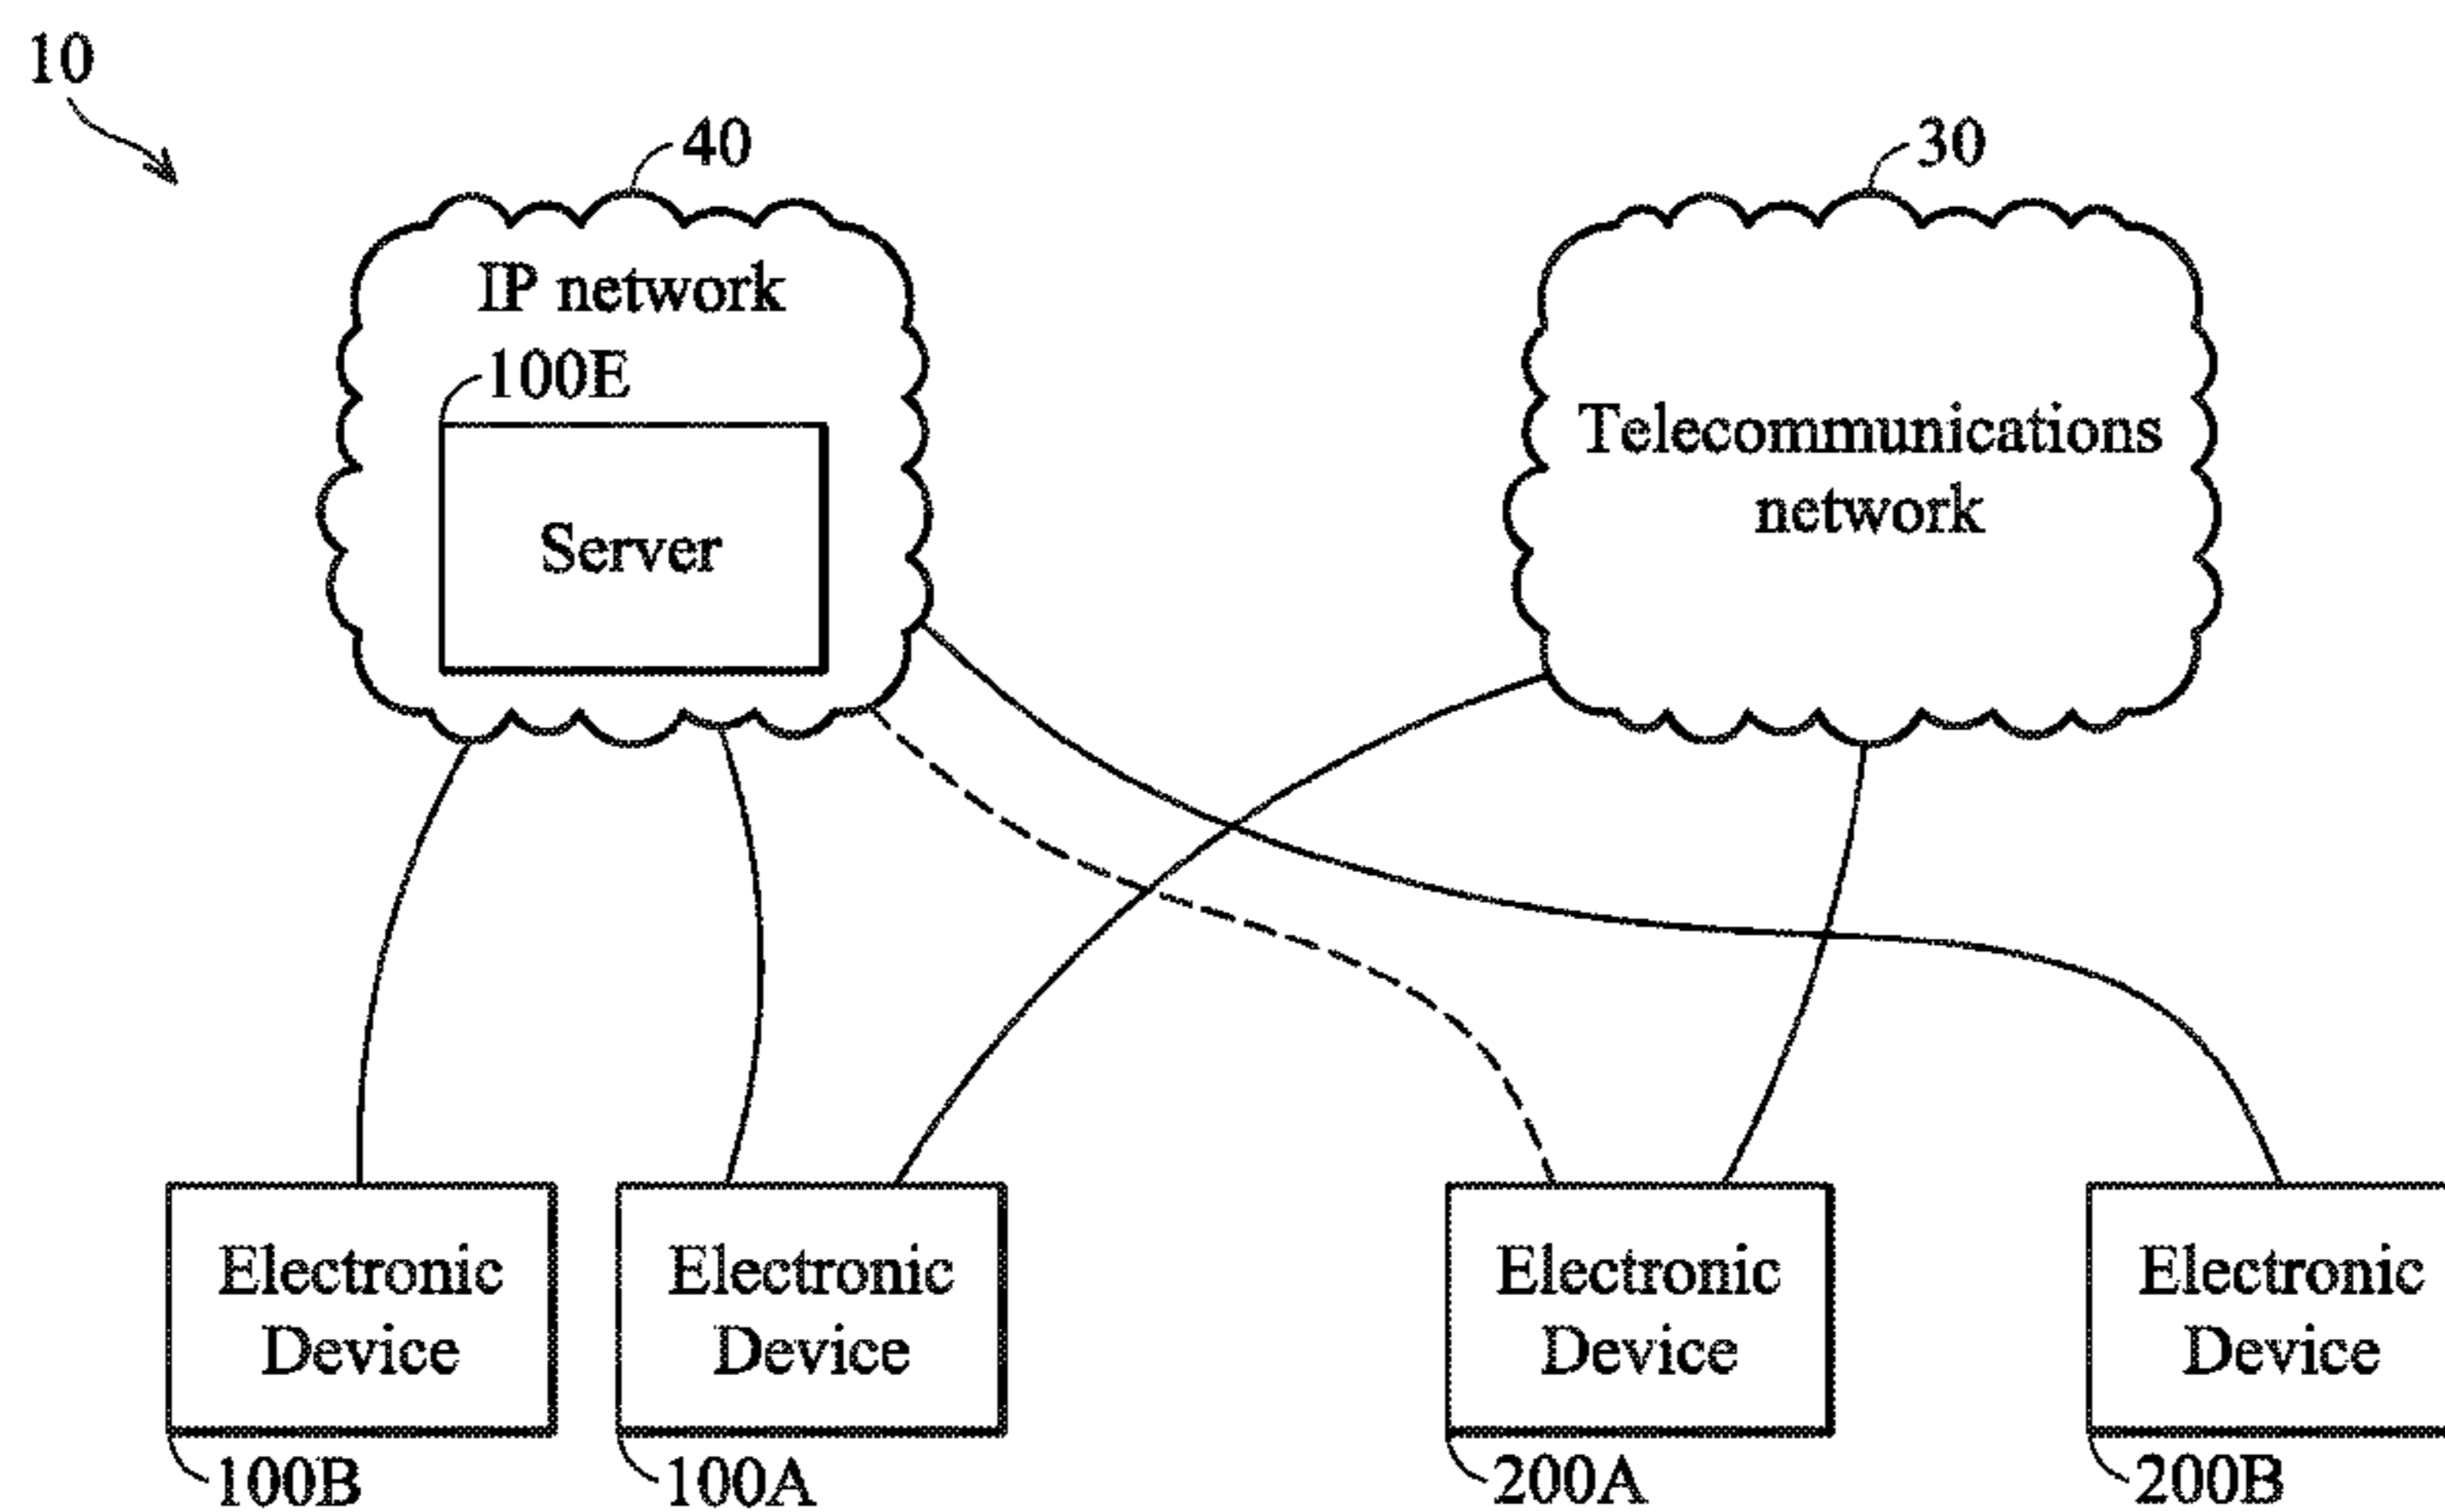 10
40
30
IP network
100E
Telecommunications
network
Server
Electronic
Device
Electronic
Device
Electronic
Device
Electronic
Device
100B
100A
200A
200B